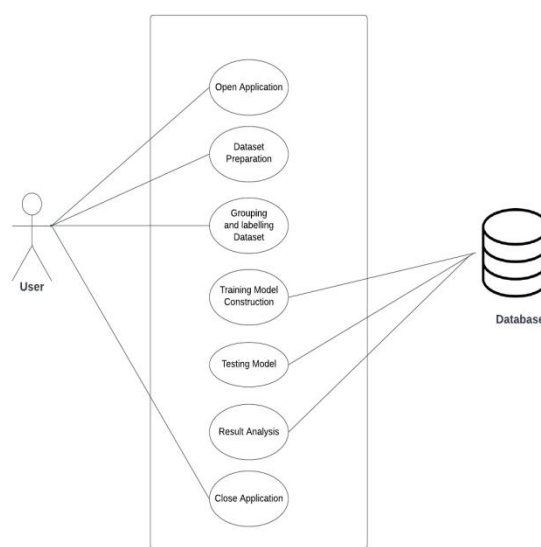 Open Application
Dataset
Preparation
Grouping
and labelling
Dataset
User
Training Model
Construction
Database
Testing Model
Result Analysis
Close Application